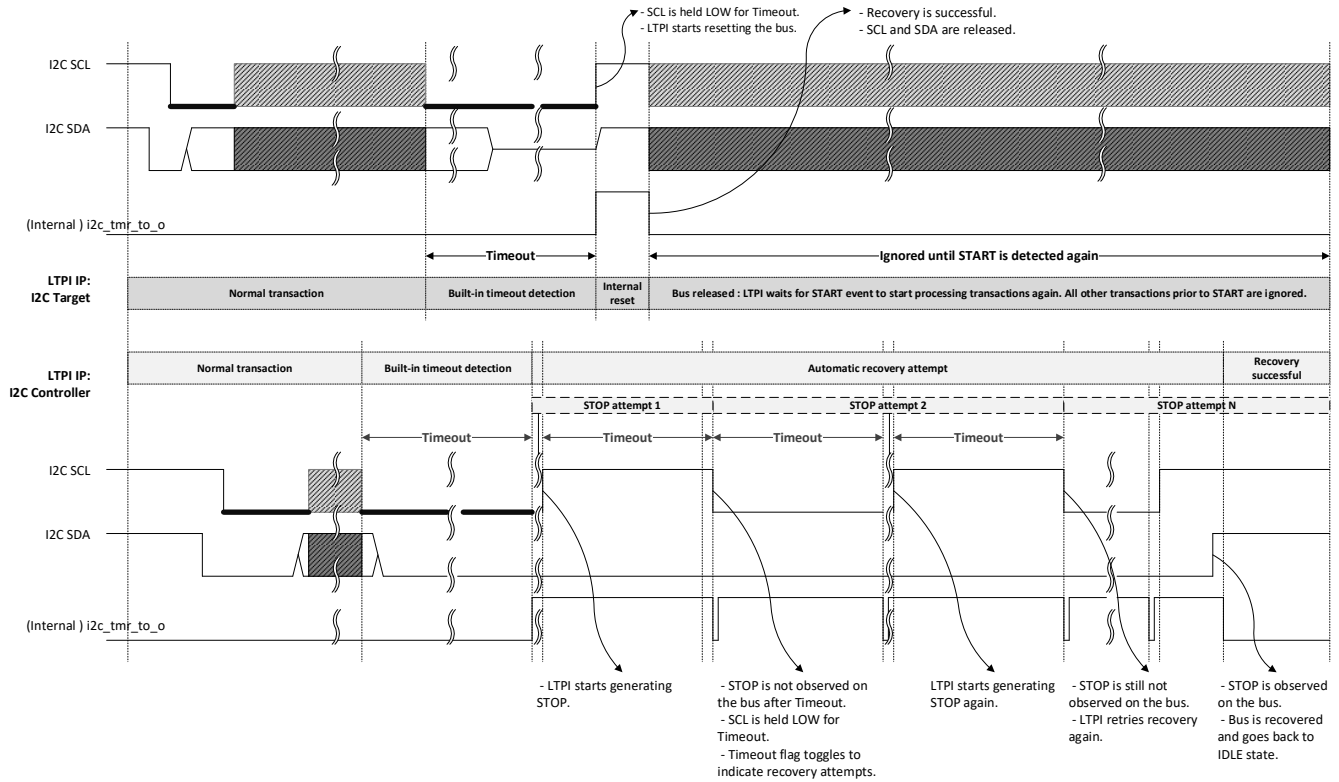 - SCL is held LOW for Timeout.
- LTPI starts resetting the bus.
- Recovery is successful.
- SCL and SDA are released.
I2C SCL
I2C SDA
(Internal ) i2c_tmr_to_o
Timeout
Ignored until START is detected again
LTPI IP:
I2C Target
Normal transaction
Built-in timeout detection
Internal
reset
Bus released : LTPI waits for START event to start processing transactions again. All other transactions prior to START are ignored.
LTPI IP:
I2C Controller
Normal transaction
Built-in timeout detection
Automatic recovery attempt
Recovery
successful
STOP attempt 1
STOP attempt 2
STOP attempt N
Timeout
Timeout
Timeout
Timeout
I2C SCL
I2C SDA
(Internal ) i2c_tmr_to_o
- LTPI starts generating
STOP.
- STOP is not observed on
the bus after Timeout.
- SCL is held LOW for
Timeout.
- Timeout flag toggles to
indicate recovery attempts.
LTPI starts generating
STOP again.
- STOP is still not
observed on the bus.
- LTPI retries recovery
again.
- STOP is observed
on the bus.
- Bus is recovered
and goes back to
IDLE state.